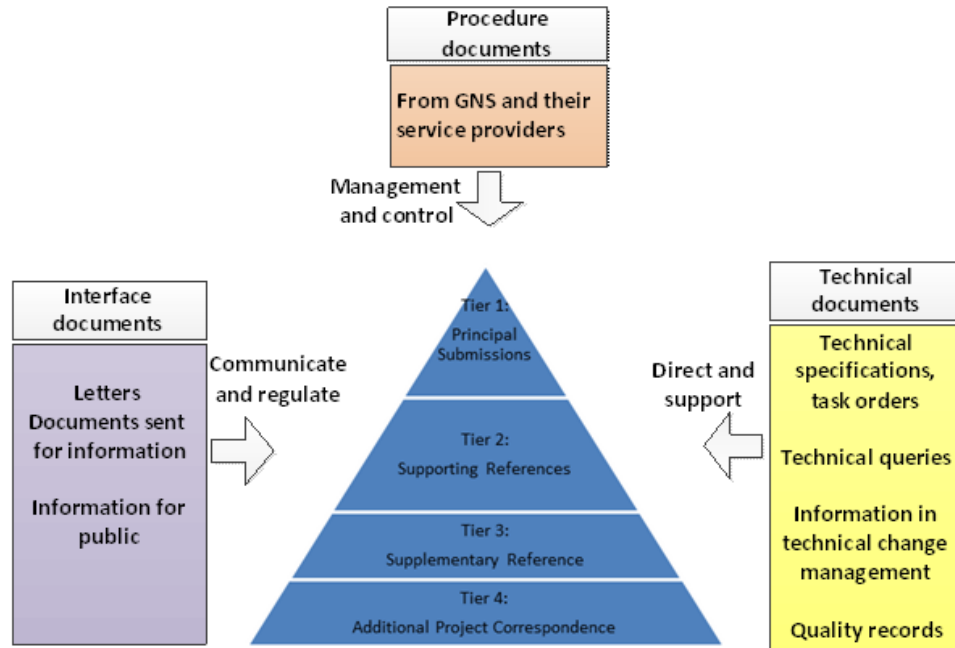 Procedure
documents
From GNS and their
service providers
Management
and control
Interface
documents
Letters
Documents sent
for information
Information for
public
Communicate
and regulate
Tier 1:
Principal
Submissions
Tier 2:
Supporting References
Tier 3:
Supplementary Reference
Tier 4:
Additional Project Correspondence
Direct and
support
Technical
documents
Technical
specifications,
task orders
Technical queries
Information in
technical change
management
Quality records